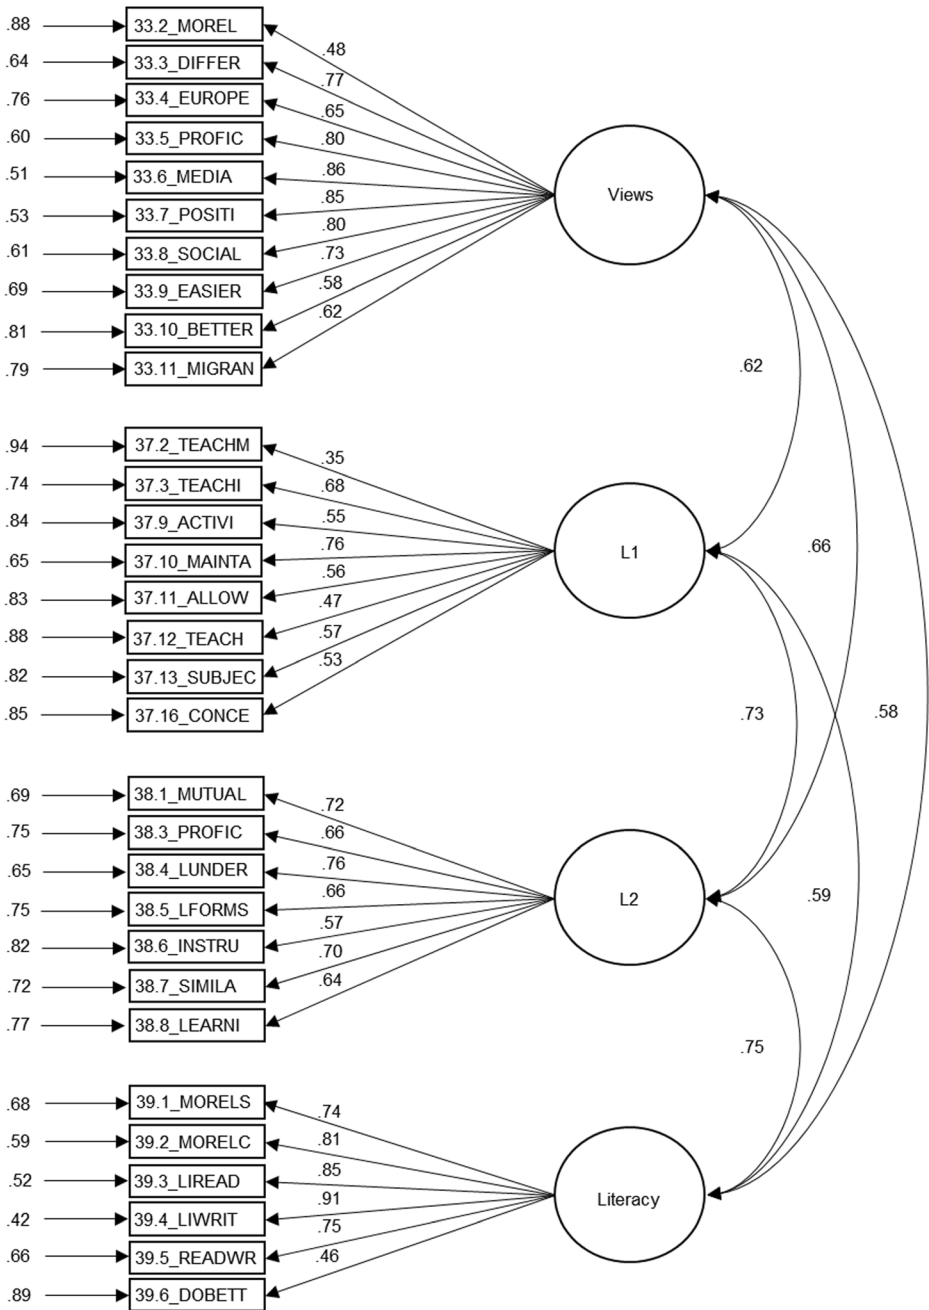 .88 33.2_MOREL .48
.64 33.3_DIFFER .77
.76 33.4_EUROPE .65
.60 33.5_PROFIC .80
.51 33.6_MEDIA .86
.53 33.7_POSITI .85
.61 33.8_SOCIAL .80
.69 33.9_EASIER .73
.81 33.10_BETTER .58
.79 33.11_MIGRAN .62
Views
.62
.94 37.2_TEACHM .35
.74 37.3_TEACHI .68
.84 37.9_ACTIVI .55
.65 37.10_MAINTA .76
.83 37.11_ALLOW .56
.88 37.12_TEACH .47
.82 37.13_SUBJEC .57
.85 37.16_CONCE .53
L1
.66
.73
.58
.69 38.1_MUTUAL .72
.75 38.3_PROFIC .66
.65 38.4_LUNDER .76
.75 38.5_LFORMS .66
.82 38.6_INSTRU .57
.72 38.7_SIMILA .70
.77 38.8_LEARNI .64
L2
.59
.75
.68 39.1_MORELS .74
.59 39.2_MORELC .81
.52 39.3_LIREAD .85
.42 39.4_LIWRIT .91
.66 39.5_READWR .75
.89 39.6_DOBETT .46
Literacy